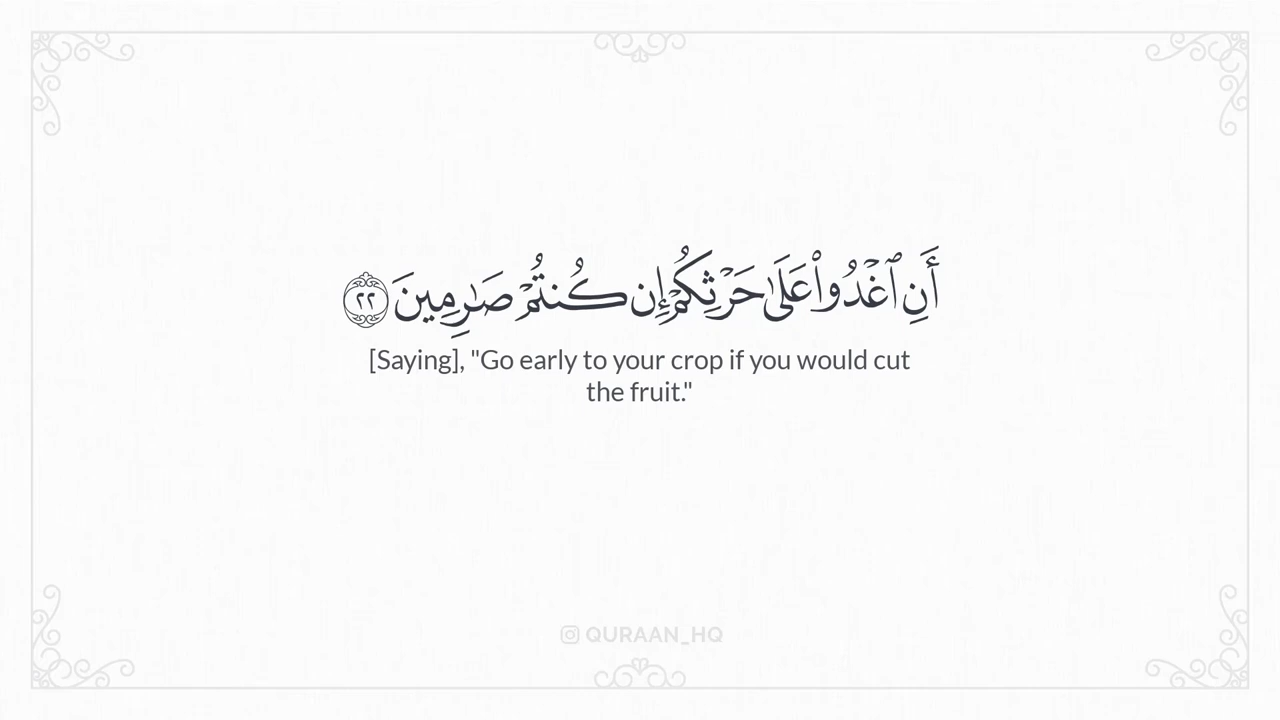 أَنِ ٱغْدُوا۟ عَلَىٰ حَرْثِكُمْ إِن كُنتُمْ صَـٰرِمِينَ ٢٢
[Saying], "Go early to your crop if you would cut
the fruit."
QURAAN_HQ